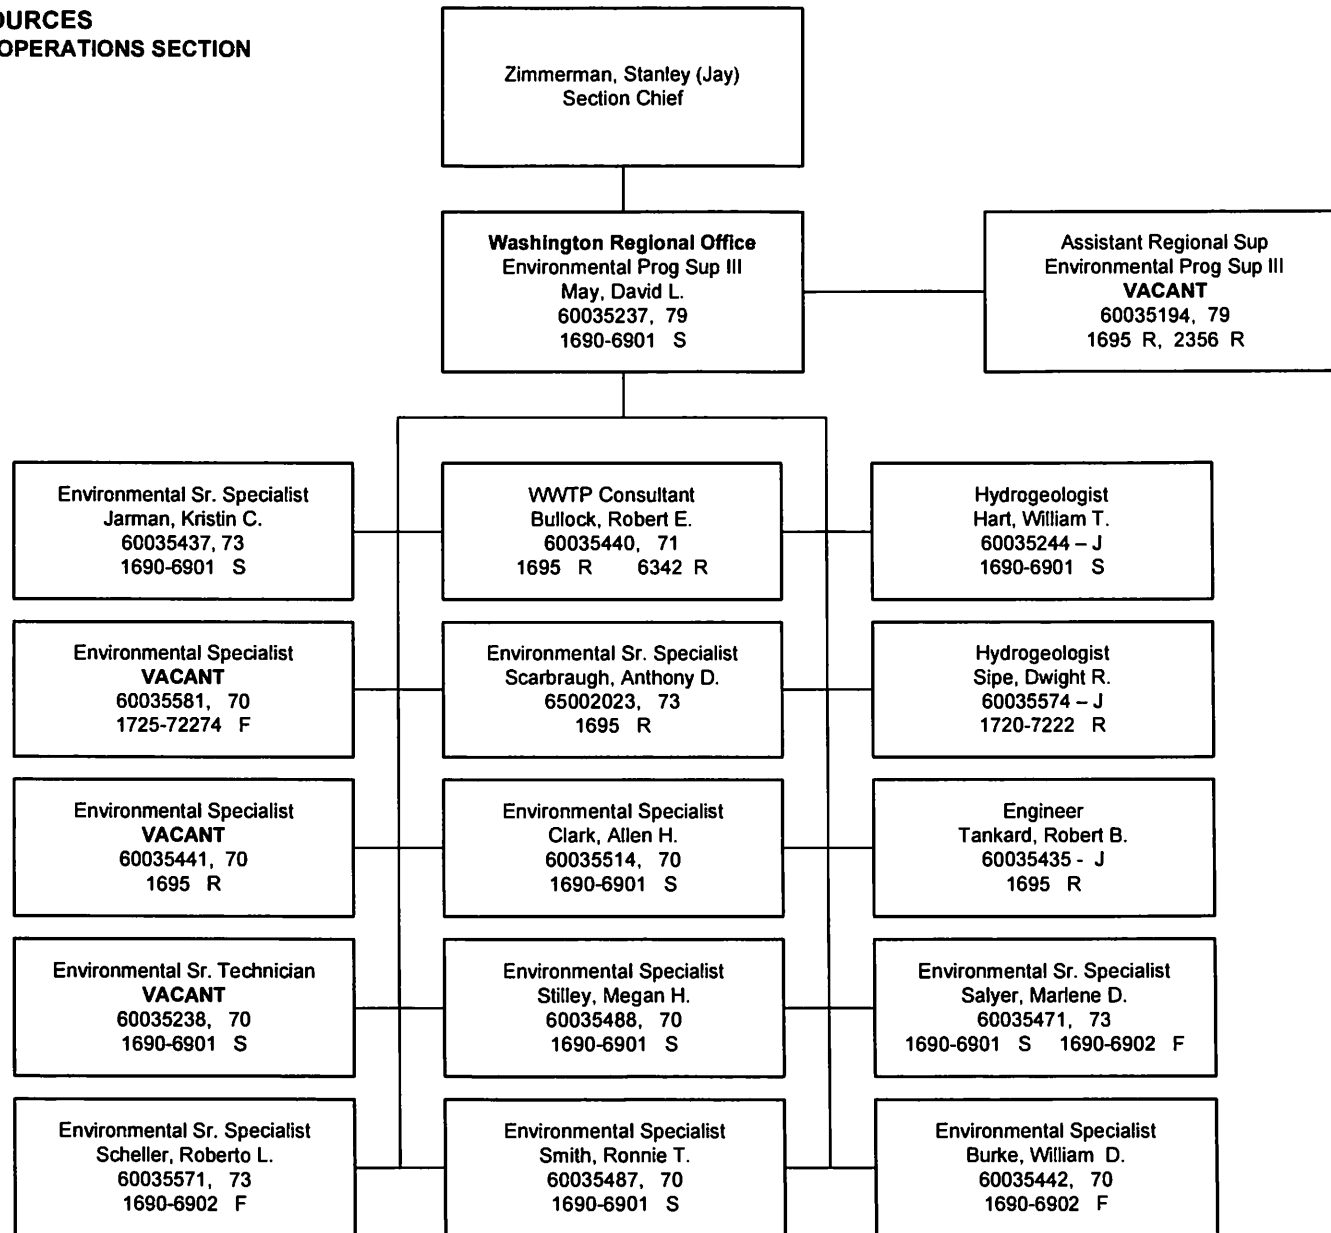 OURCES
OPERATIONS SECTION
Zimmerman, Stanley (Jay)
Section Chief
Washington Regional Office
Environmental Prog Sup III
May, David L.
60035237, 79
1690-6901 S
Assistant Regional Sup
Environmental Prog Sup III
VACANT
60035194, 79
1695 R, 2356 R
Environmental Sr. Specialist
Jarman, Kristin C.
60035437, 73
1690-6901 S
WWTP Consultant
Bullock, Robert E.
60035440, 71
1695 R 6342 R
Hydrogeologist
Hart, William T.
60035244 – J
1690-6901 S
Environmental Specialist
VACANT
60035581, 70
1725-72274 F
Environmental Sr. Specialist
Scarbraugh, Anthony D.
65002023, 73
1695 R
Hydrogeologist
Sipe, Dwight R.
60035574 – J
1720-7222 R
Environmental Specialist
VACANT
60035441, 70
1695 R
Environmental Specialist
Clark, Allen H.
60035514, 70
1690-6901 S
Engineer
Tankard, Robert B.
60035435 - J
1695 R
Environmental Sr. Technician
VACANT
60035238, 70
1690-6901 S
Environmental Specialist
Stilley, Megan H.
60035488, 70
1690-6901 S
Environmental Sr. Specialist
Salyer, Marlene D.
60035471, 73
1690-6901 S 1690-6902 F
Environmental Sr. Specialist
Scheller, Roberto L.
60035571, 73
1690-6902 F
Environmental Specialist
Smith, Ronnie T.
60035487, 70
1690-6901 S
Environmental Specialist
Burke, William D.
60035442, 70
1690-6902 F